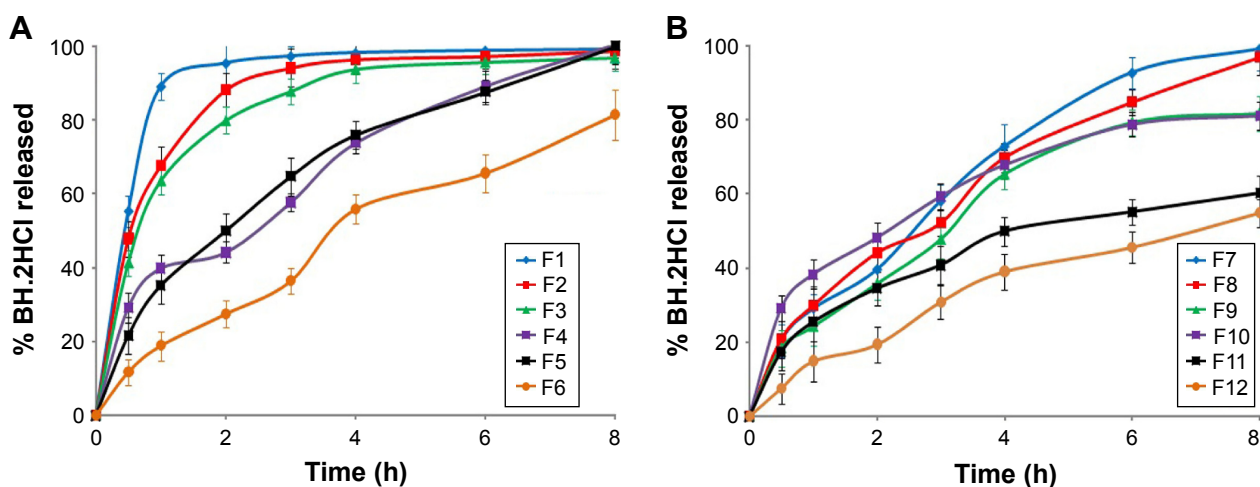 A
% BH.2HCl released
100
80
60
40
20
0
0 2 4 6 8
Time (h)
F1
F2
F3
F4
F5
F6
B
% BH.2HCl released
100
80
60
40
20
0
0 2 4 6 8
Time (h)
F7
F8
F9
F10
F11
F12